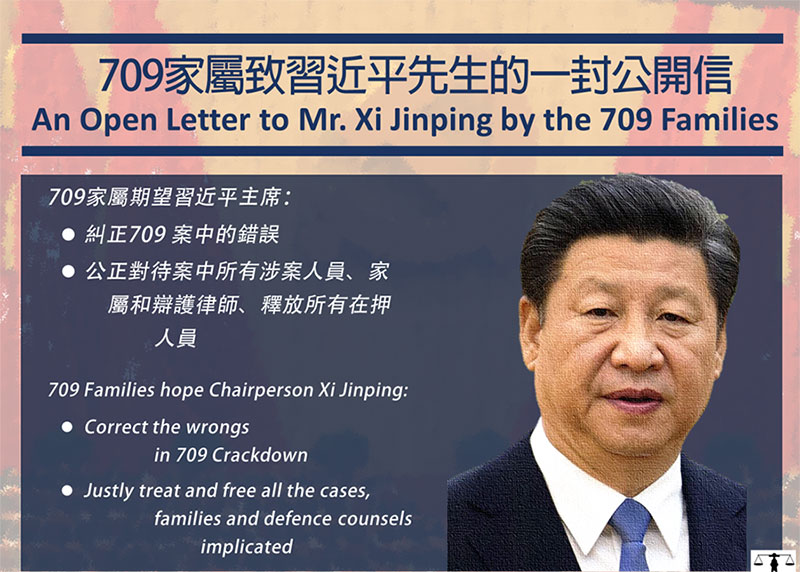 709家屬致習近平先生的一封公開信
An Open Letter to Mr. Xi Jinping by the 709 Families
709家屬期望習近平主席：
● 糾正709 案中的錯誤
● 公正對待案中所有涉案人員、家
屬和辯護律師、釋放所有在押
人員
709 Families hope Chairperson Xi Jinping:
● Correct the wrongs
in 709 Crackdown
● Justly treat and free all the cases,
families and defence counsels
implicated